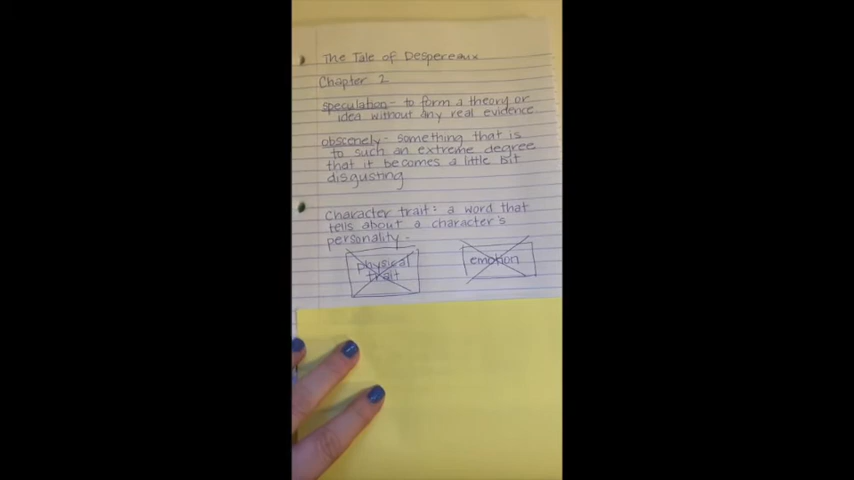 The Tale of Despereaux
Chapter 2
speculation - to form a theory or
idea without any real evidence
obscenely - something that is
to such an extreme degree
that it becomes a little bit
disgusting
Character trait: a word that
tells about a character's
personality -
physical emotion
trait